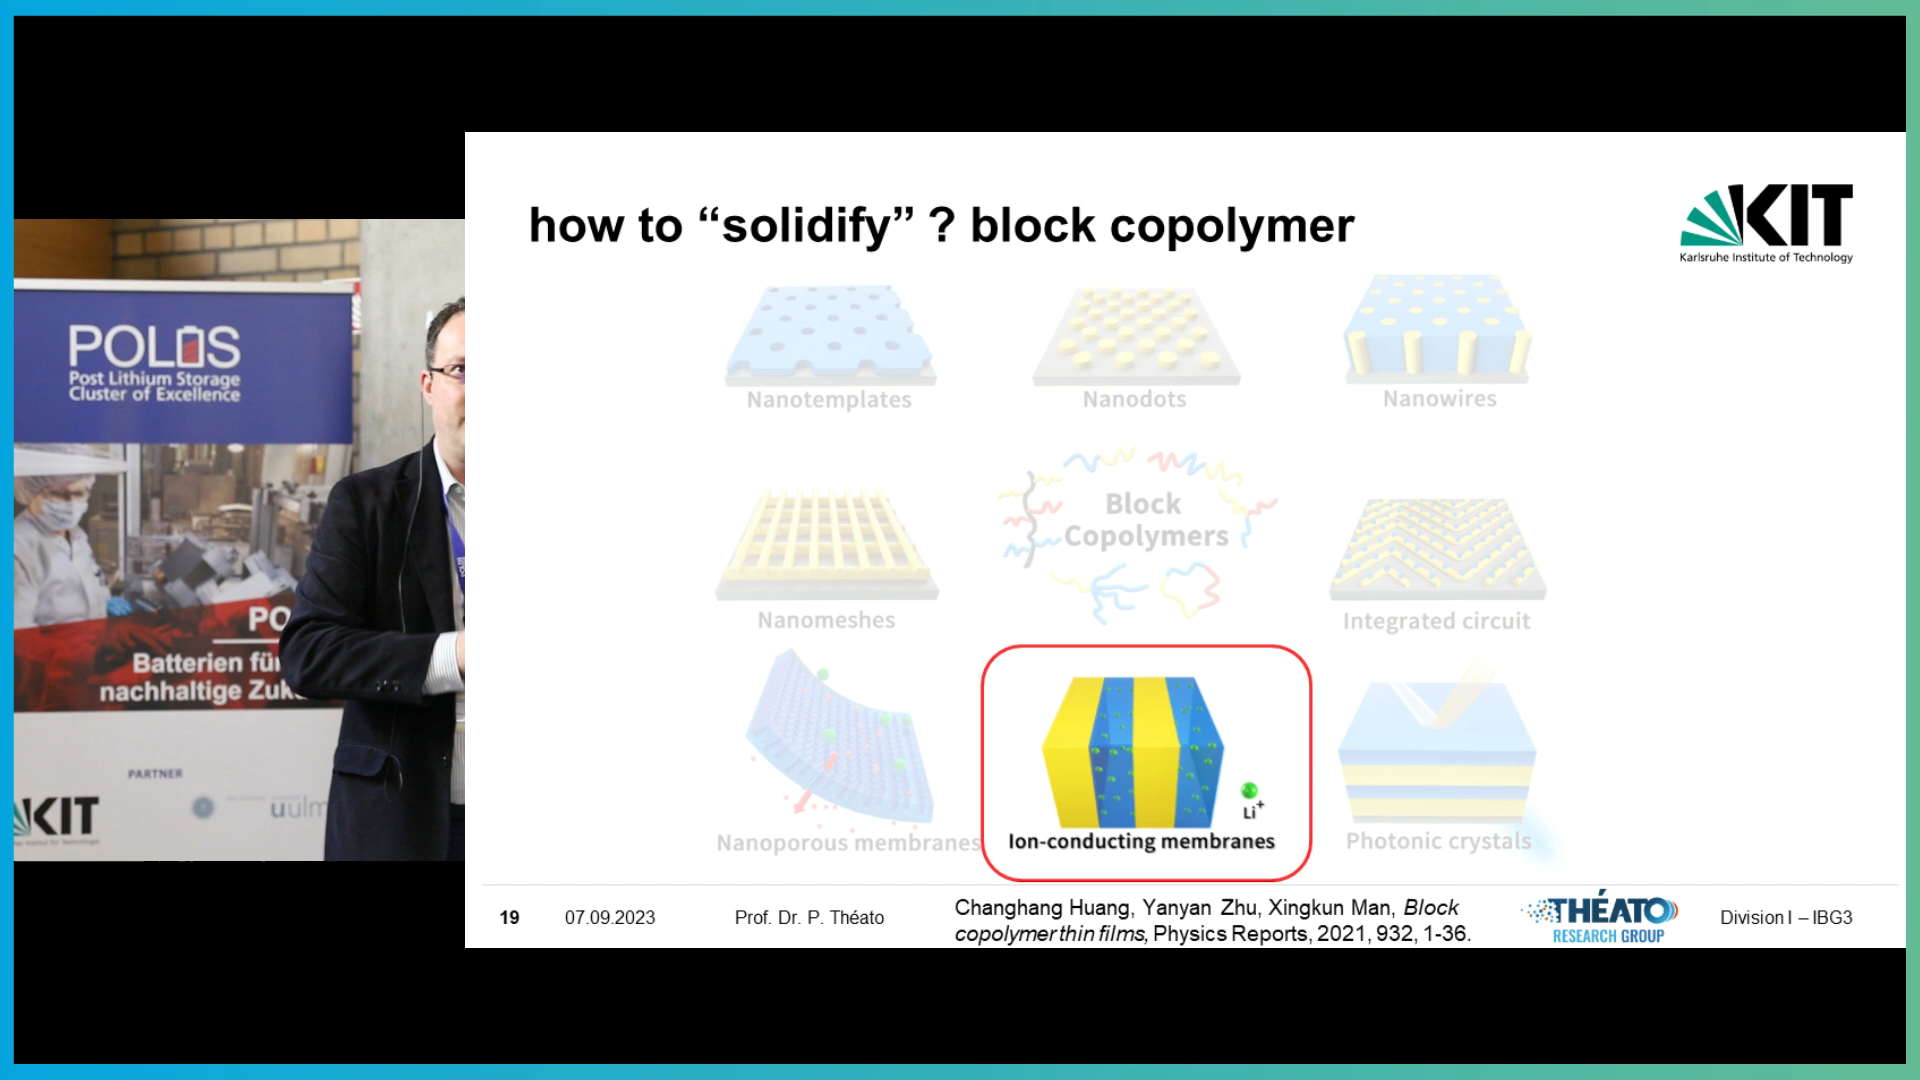 how to “solidify” ? block copolymer
KIT
Karlsruhe Institute of Technology
Nanotemplates
Nanodots
Nanowires
Block
Copolymers
Nanomeshes
Integrated circuit
Li+
Nanoporous membranes
Ion-conducting membranes
Photonic crystals
19
07.09.2023
Prof. Dr. P. Théato
Changhang Huang, Yanyan Zhu, Xingkun Man, Block
copolymer thin films, Physics Reports, 2021, 932, 1-36.
THÉATO
RESEARCH GROUP
Division I – IBG3
POLiS
Post Lithium Storage
Cluster of Excellence
PO
Batterien für
nachhaltige Zuk
PARTNER
KIT
uulm